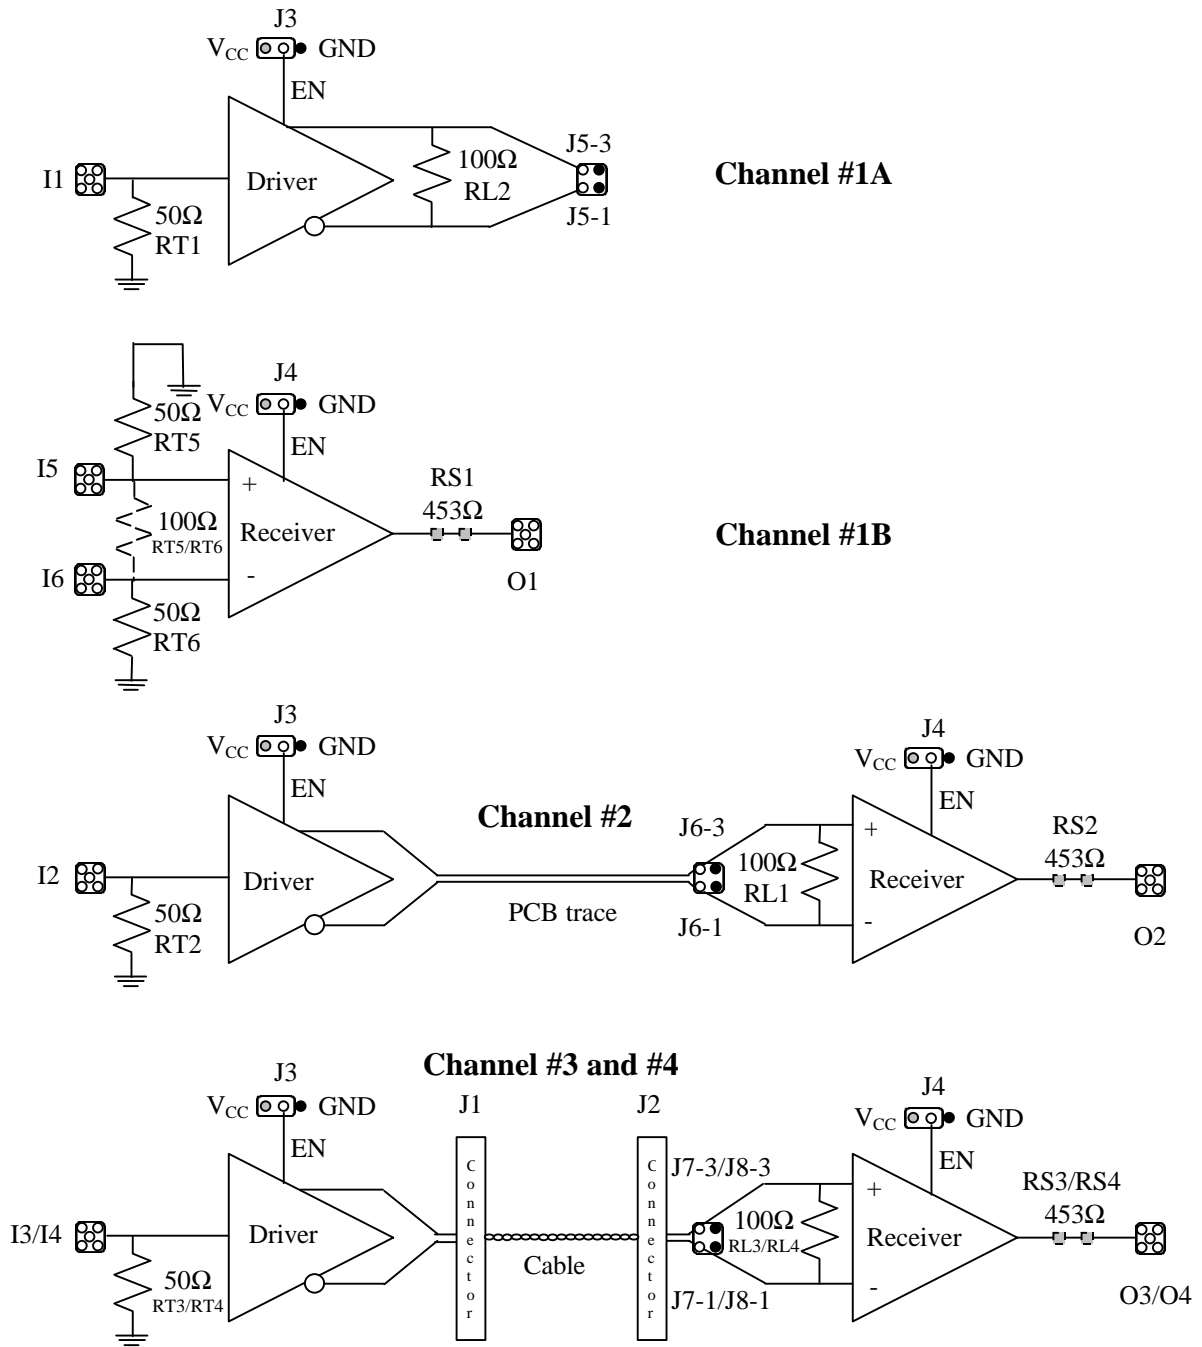 J3
VCC GND
EN
J5-3
100Ω
RL2
Channel #1A
I1
Driver
50Ω
RT1
J5-1
J4
VCC GND
50Ω
RT5
EN
I5
+
RS1
453Ω
100Ω
RT5/RT6
Receiver
Channel #1B
I6
-
O1
50Ω
RT6
J3
VCC GND
EN
J4
VCC GND
EN
Channel #2
J6-3
+
RS2
453Ω
I2
Driver
100Ω
RL1
Receiver
50Ω
RT2
PCB trace
J6-1
-
O2
Channel #3 and #4
J3
VCC GND
EN
J1
J2
J4
VCC GND
EN
Connector
Connector
J7-3/J8-3
+
RS3/RS4
453Ω
I3/I4
Driver
100Ω
RL3/RL4
Receiver
Cable
50Ω
RT3/RT4
J7-1/J8-1
-
O3/O4